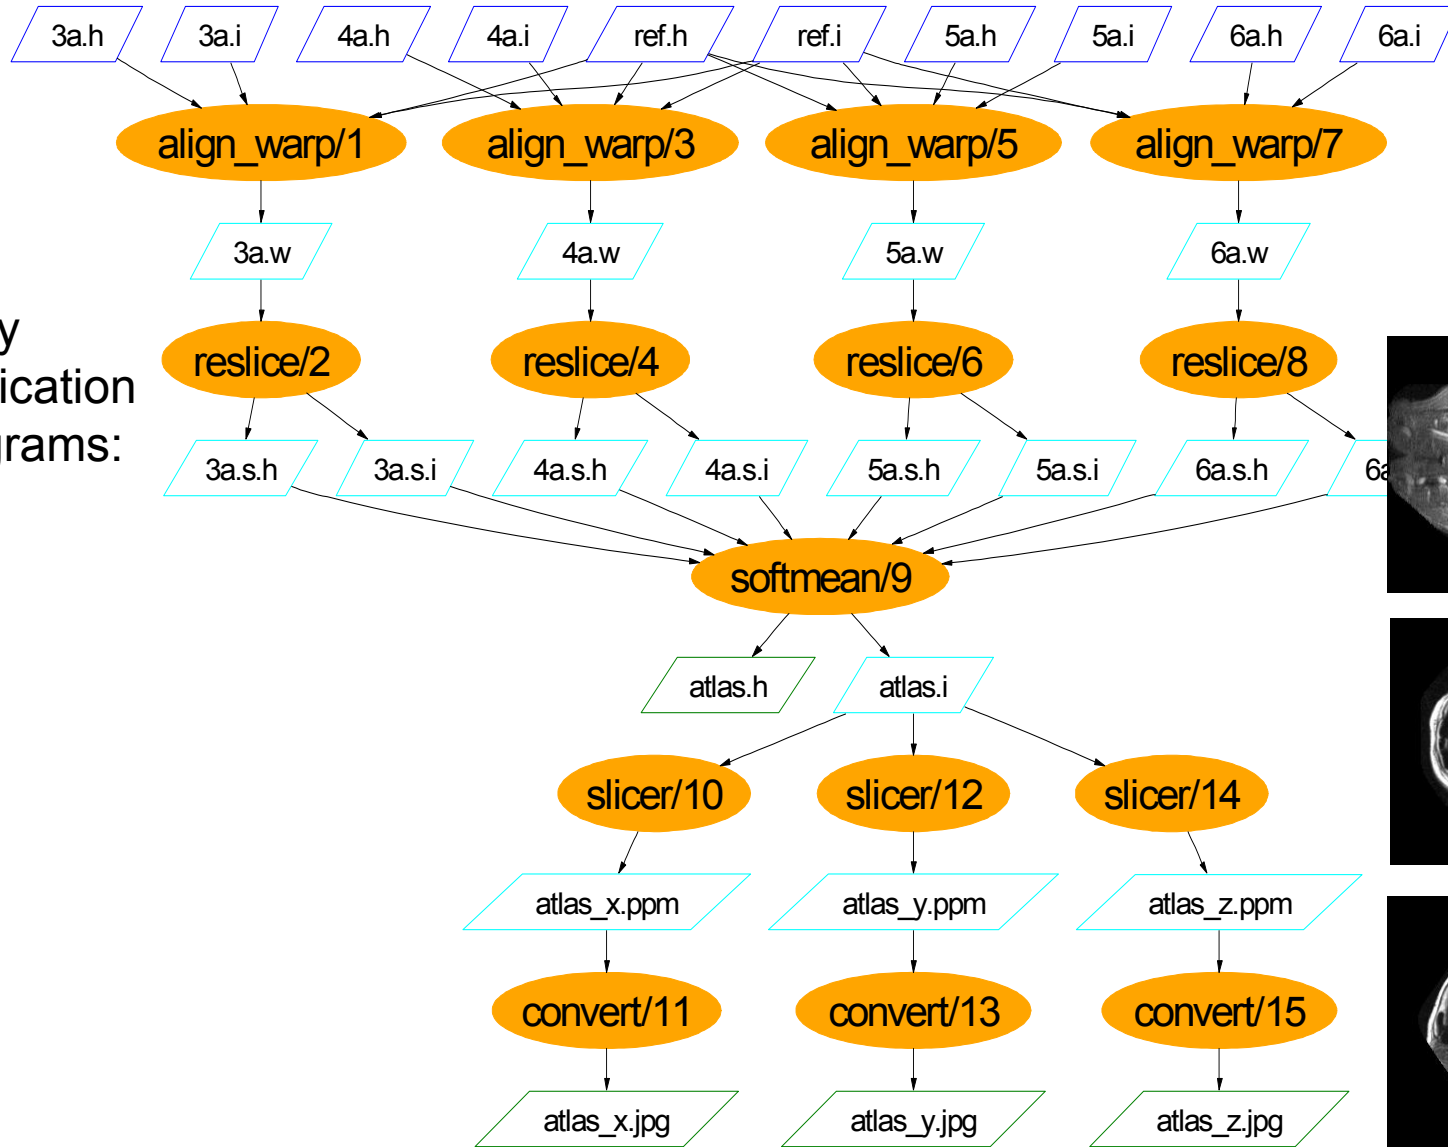 3a.h 3a.i 4a.h 4a.i ref.h ref.i 5a.h 5a.i 6a.h 6a.i
align_warp/1 align_warp/3 align_warp/5 align_warp/7
3a.w 4a.w 5a.w 6a.w
reslice/2 reslice/4 reslice/6 reslice/8
3a.s.h 3a.s.i 4a.s.h 4a.s.i 5a.s.h 5a.s.i 6a.s.h
softmean/9
atlas.h atlas.i
slicer/10 slicer/12 slicer/14
atlas_x.ppm atlas_y.ppm atlas_z.ppm
convert/11 convert/13 convert/15
atlas_x.jpg atlas_y.jpg atlas_z.jpg
y
ication
grams: